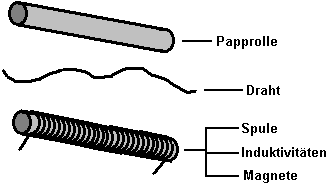 Papprolle
Draht
Spule
Induktivitäten
Magnete